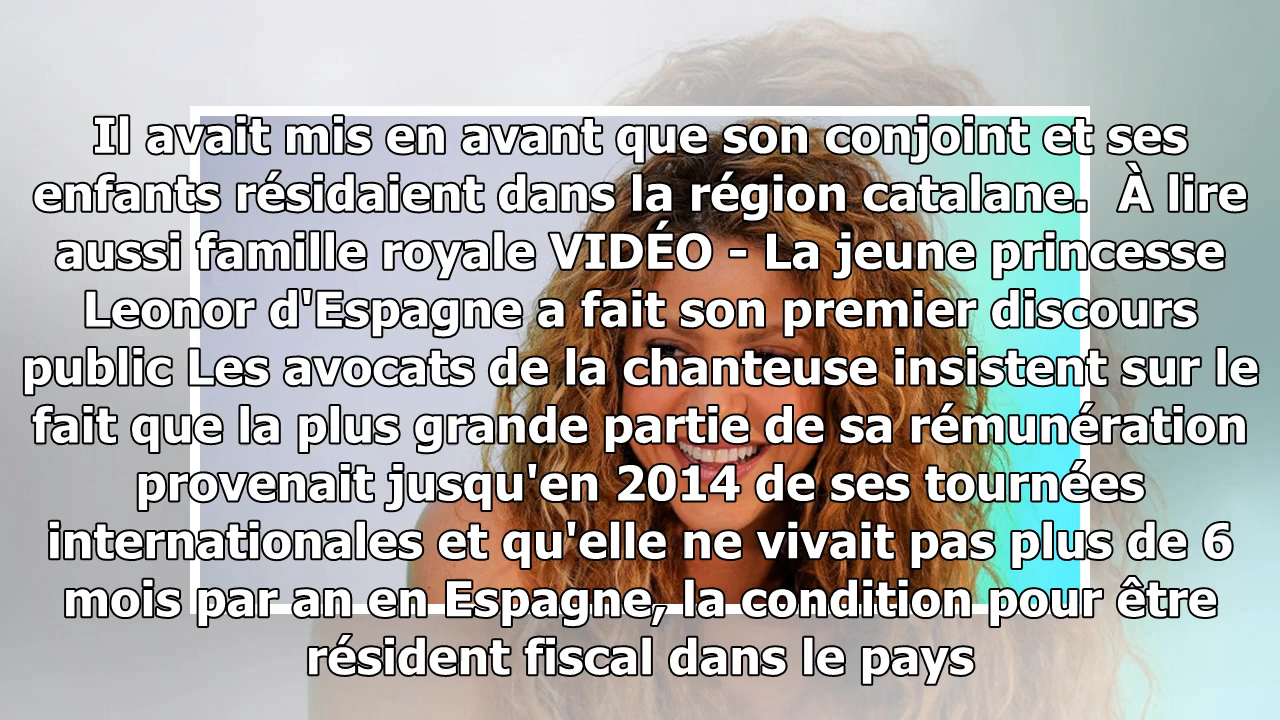 Il avait mis en avant que son conjoint et ses
enfants résidaient dans la région catalane.  À lire
aussi famille royale VIDÉO - La jeune princesse
Leonor d'Espagne a fait son premier discours
public Les avocats de la chanteuse insistent sur le
fait que la plus grande partie de sa rémunération
provenait jusqu'en 2014 de ses tournées
internationales et qu'elle ne vivait pas plus de 6
mois par an en Espagne, la condition pour être
résident fiscal dans le pays